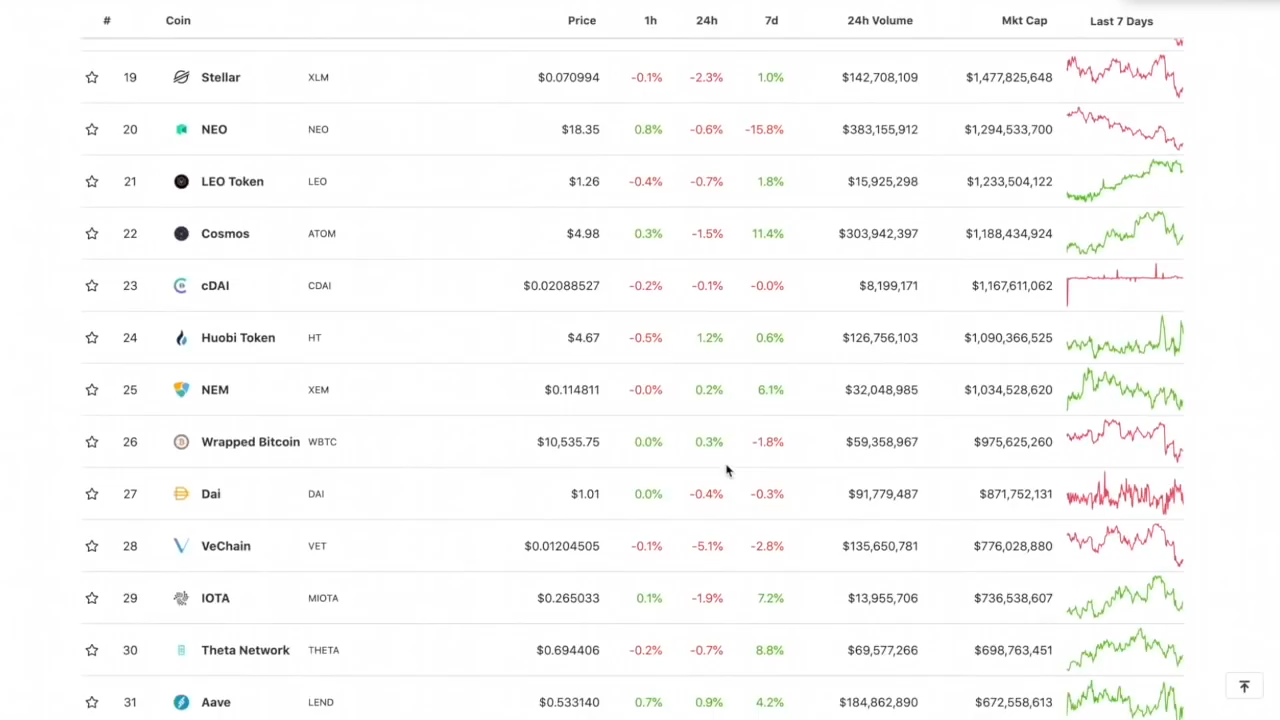 # Coin Price 1h 24h 7d 24h Volume Mkt Cap Last 7 Days
19 Stellar XLM $0.070994 -0.1% -2.3% 1.0% $142,708,109 $1,477,825,648
20 NEO NEO $18.35 0.8% -0.6% -15.8% $383,155,912 $1,294,533,700
21 LEO Token LEO $1.26 -0.4% -0.7% 1.8% $15,925,298 $1,233,504,122
22 Cosmos ATOM $4.98 0.3% -1.5% 11.4% $303,942,397 $1,188,434,924
23 cDAI CDAI $0.02088527 -0.2% -0.1% -0.0% $8,199,171 $1,167,611,062
24 Huobi Token HT $4.67 -0.5% 1.2% 0.6% $126,756,103 $1,090,366,525
25 NEM XEM $0.114811 -0.0% 0.2% 6.1% $32,048,985 $1,034,528,620
26 Wrapped Bitcoin WBTC $10,535.75 0.0% 0.3% -1.8% $59,358,967 $975,625,260
27 Dai DAI $1.01 0.0% -0.4% -0.3% $91,779,487 $871,752,131
28 VeChain VET $0.01204505 -0.1% -5.1% -2.8% $135,650,781 $776,028,880
29 IOTA MIOTA $0.265033 0.1% -1.9% 7.2% $13,955,706 $736,538,607
30 Theta Network THETA $0.694406 -0.2% -0.7% 8.8% $69,577,266 $698,763,451
31 Aave LEND $0.533140 0.7% 0.9% 4.2% $184,862,890 $672,558,613